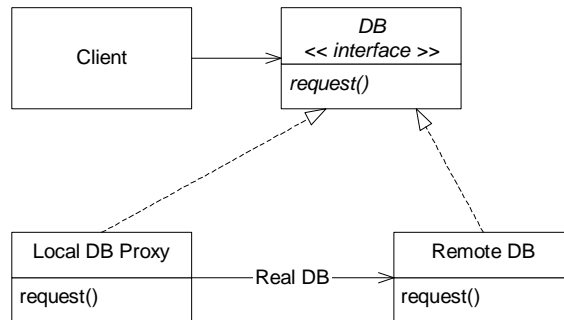 Client
DB
<< interface >>
request()
Local DB Proxy
request()
Real DB
Remote DB
request()